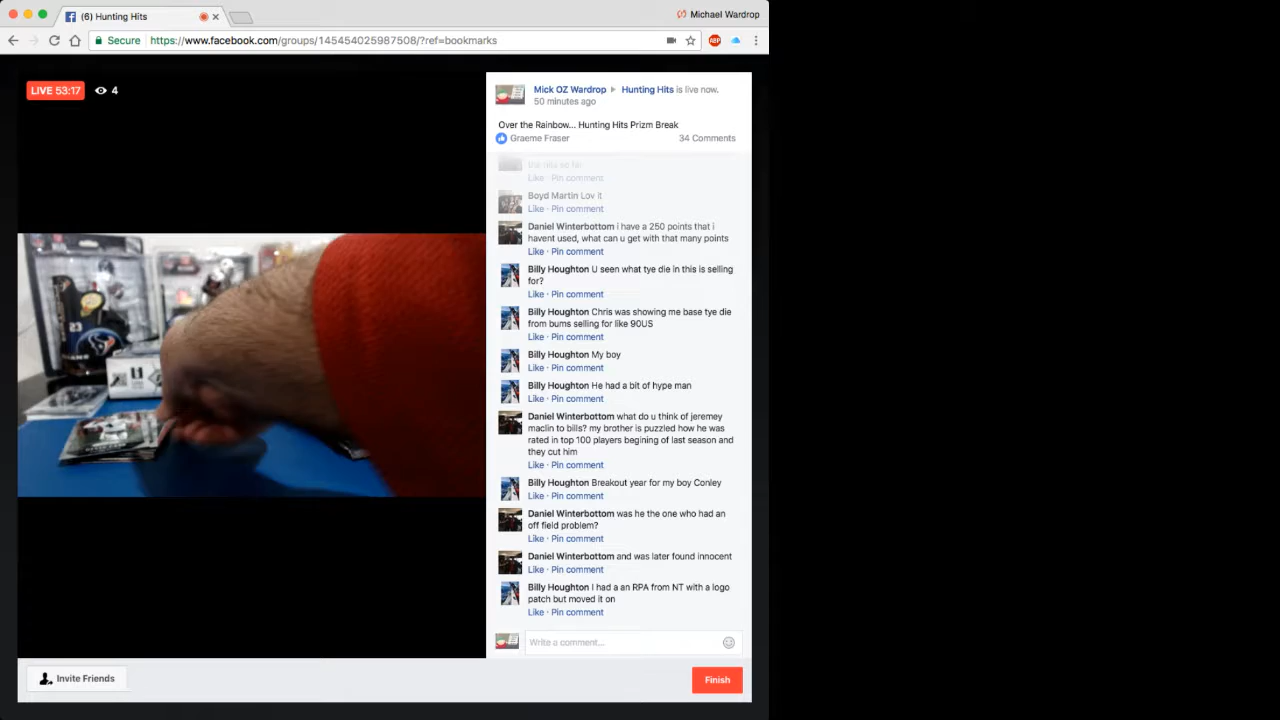 (6) Hunting Hits
Michael Wardrop
Secure
https://www.facebook.com/groups/145454025987508/?ref=bookmarks
ABP
LIVE 53:17
4
Mick OZ Wardrop ▸ Hunting Hits is live now.
50 minutes ago
Over the Rainbow... Hunting Hits Prizm Break
Graeme Fraser
34 Comments
the hits so far
Like · Pin comment
Boyd Martin Lov it
Like · Pin comment
Daniel Winterbottom i have a 250 points that i
havent used, what can u get with that many points
Like · Pin comment
Billy Houghton U seen what tye die in this is selling
for?
Like · Pin comment
Billy Houghton Chris was showing me base tye die
from bums selling for like 90US
Like · Pin comment
Billy Houghton My boy
Like · Pin comment
Billy Houghton He had a bit of hype man
Like · Pin comment
Daniel Winterbottom what do u think of jeremey
maclin to bills? my brother is puzzled how he was
rated in top 100 players begining of last season and
they cut him
Like · Pin comment
Billy Houghton Breakout year for my boy Conley
Like · Pin comment
Daniel Winterbottom was he the one who had an
off field problem?
Like · Pin comment
Daniel Winterbottom and was later found innocent
Like · Pin comment
Billy Houghton I had a an RPA from NT with a logo
patch but moved it on
Like · Pin comment
Write a comment...
Invite Friends
Finish
23